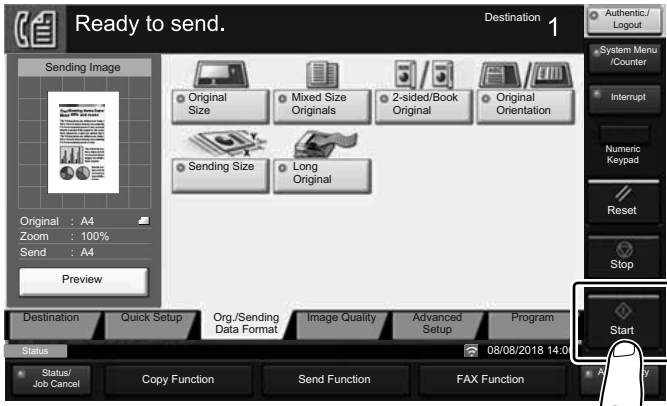 Ready to send.
Destination 1
Authentic./
Logout
System Menu
/Counter
Interrupt
Numeric
Keypad
Reset
Stop
Start
Sending Image
Original : A4
Zoom : 100%
Send : A4
Preview
Original
Size
Mixed Size
Originals
2-sided/Book
Original
Original
Orientation
Sending Size
Long
Original
Destination
Quick Setup
Org./Sending
Data Format
Image Quality
Advanced
Setup
Program
Status
08/08/2018
Status/
Job Cancel
Copy Function
Send Function
FAX Function